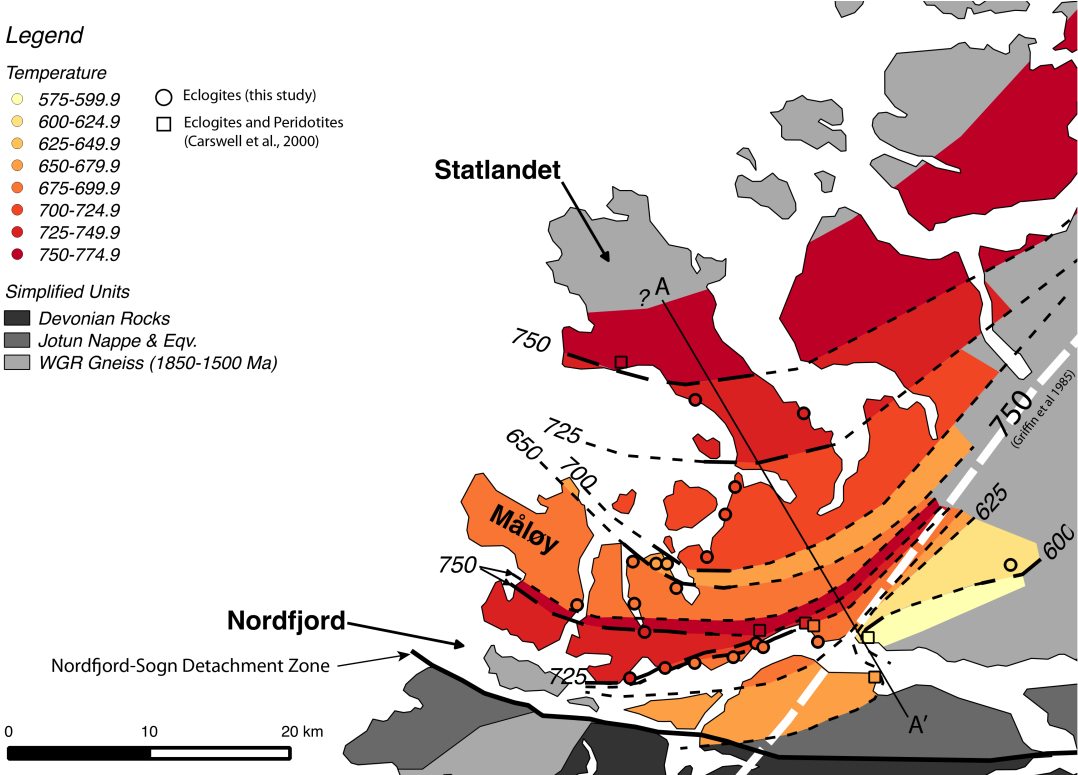 Legend
Temperature
575-599.9
600-624.9
625-649.9
650-679.9
675-699.9
700-724.9
725-749.9
750-774.9
Eclogites (this study)
Eclogites and Peridotites
(Carswell et al., 2000)
Simplified Units
Devonian Rocks
Jotun Nappe & Eqv.
WGR Gneiss (1850-1500 Ma)
Statlandet
? A
750
725
650
700
750
(Griffin et al 1985)
625
600
Måløy
750
Nordfjord
Nordfjord-Sogn Detachment Zone
725
A'
0 10 20 km